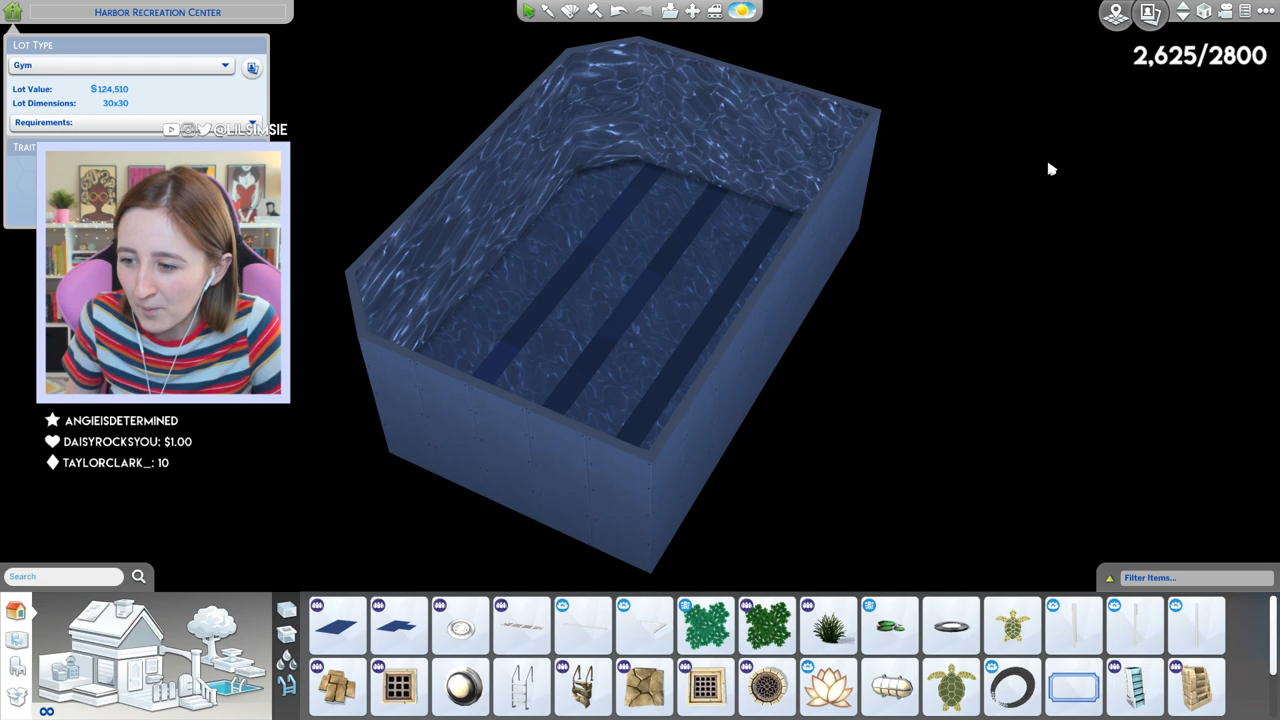 HARBOR RECREATION CENTER
2,625/2800
LOT TYPE
Gym
Lot Value: $124,510
Lot Dimensions: 30x30
Requirements:
@LILSIMSIE
TRAIT
ANGIEISDETERMINED
DAISYROCKSYOU: $1.00
TAYLORCLARK_: 10
Search
Filter Items...